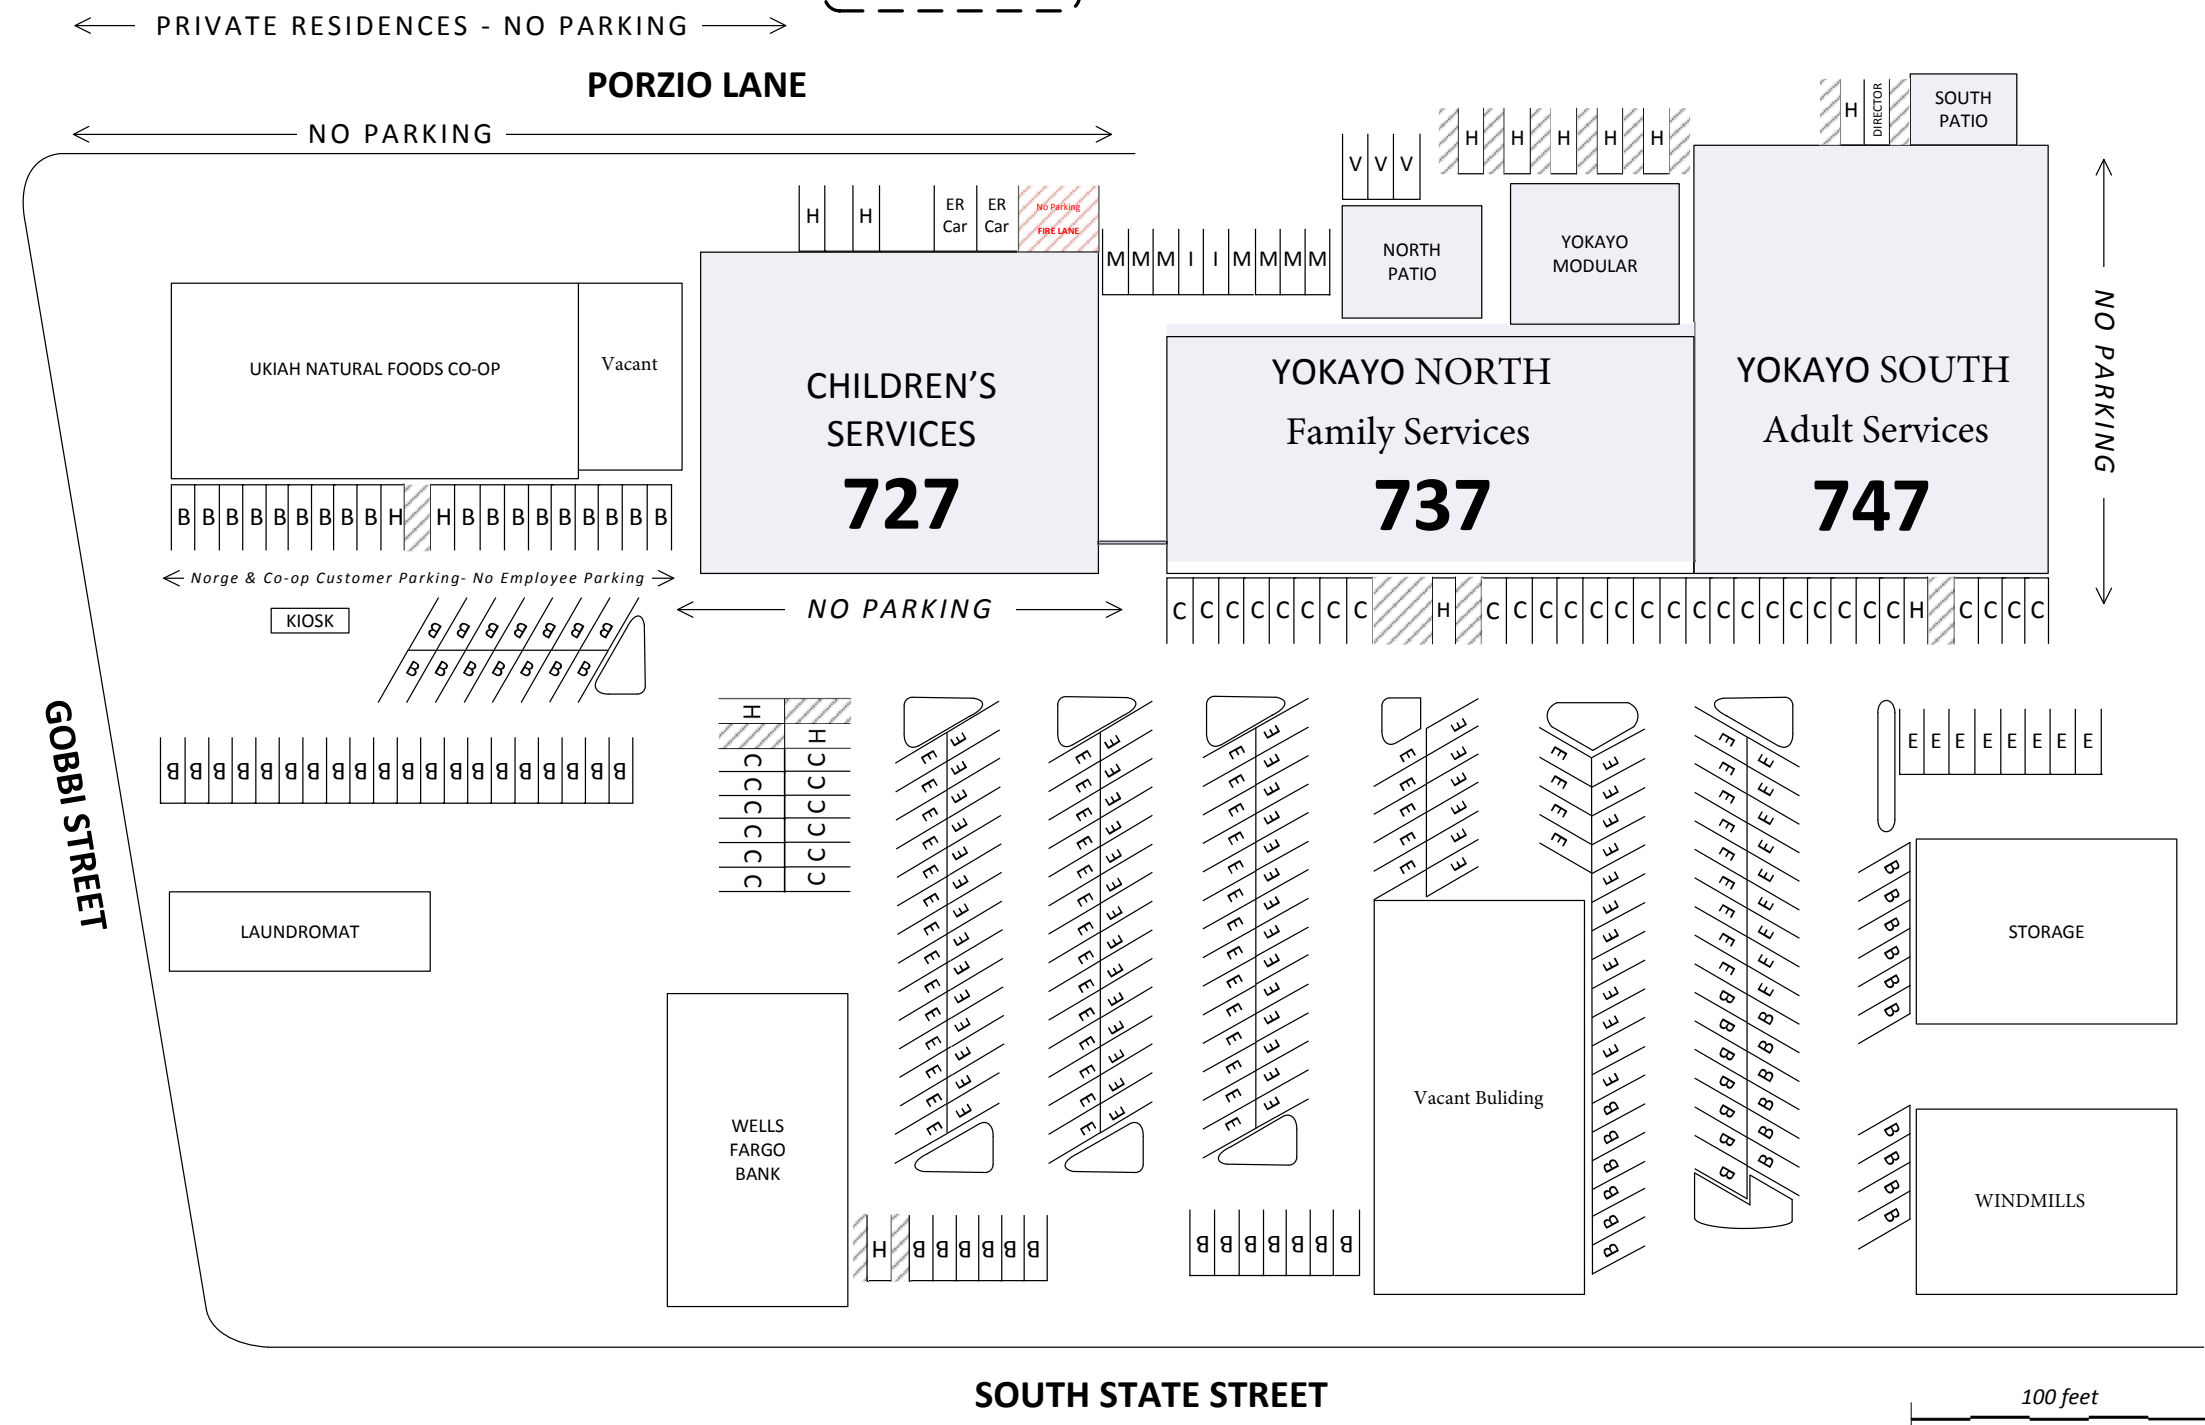 PRIVATE RESIDENCES - NO PARKING
PORZIO LANE
NO PARKING
H DIRECTOR
SOUTH
PATIO
V V V
H H H H H
H H
ER
Car
ER
Car
No Parking
FIRE LANE
M M M I I M M M M
NORTH
PATIO
YOKAYO
MODULAR
NO PARKING
UKIAH NATURAL FOODS CO-OP
Vacant
CHILDREN'S
SERVICES
727
YOKAYO NORTH
Family Services
737
YOKAYO SOUTH
Adult Services
747
B B B B B B B B B H H B B B B B B B B B
Norge & Co-op Customer Parking- No Employee Parking
NO PARKING
C C C C C C C C H C C C C C C C C C C C C C C C C C C H C C C C
KIOSK
B B B B B B B B
B B B B B B B
GOBBI STREET
B B B B B B B B B B B B B B B B B B B
H
H
C C
C C
C C
C C
C C
C C
E E E E E E E E
LAUNDROMAT
STORAGE
WELLS
FARGO
BANK
Vacant Buliding
WINDMILLS
H B B B B B B
B B B B B B B
SOUTH STATE STREET
100 feet